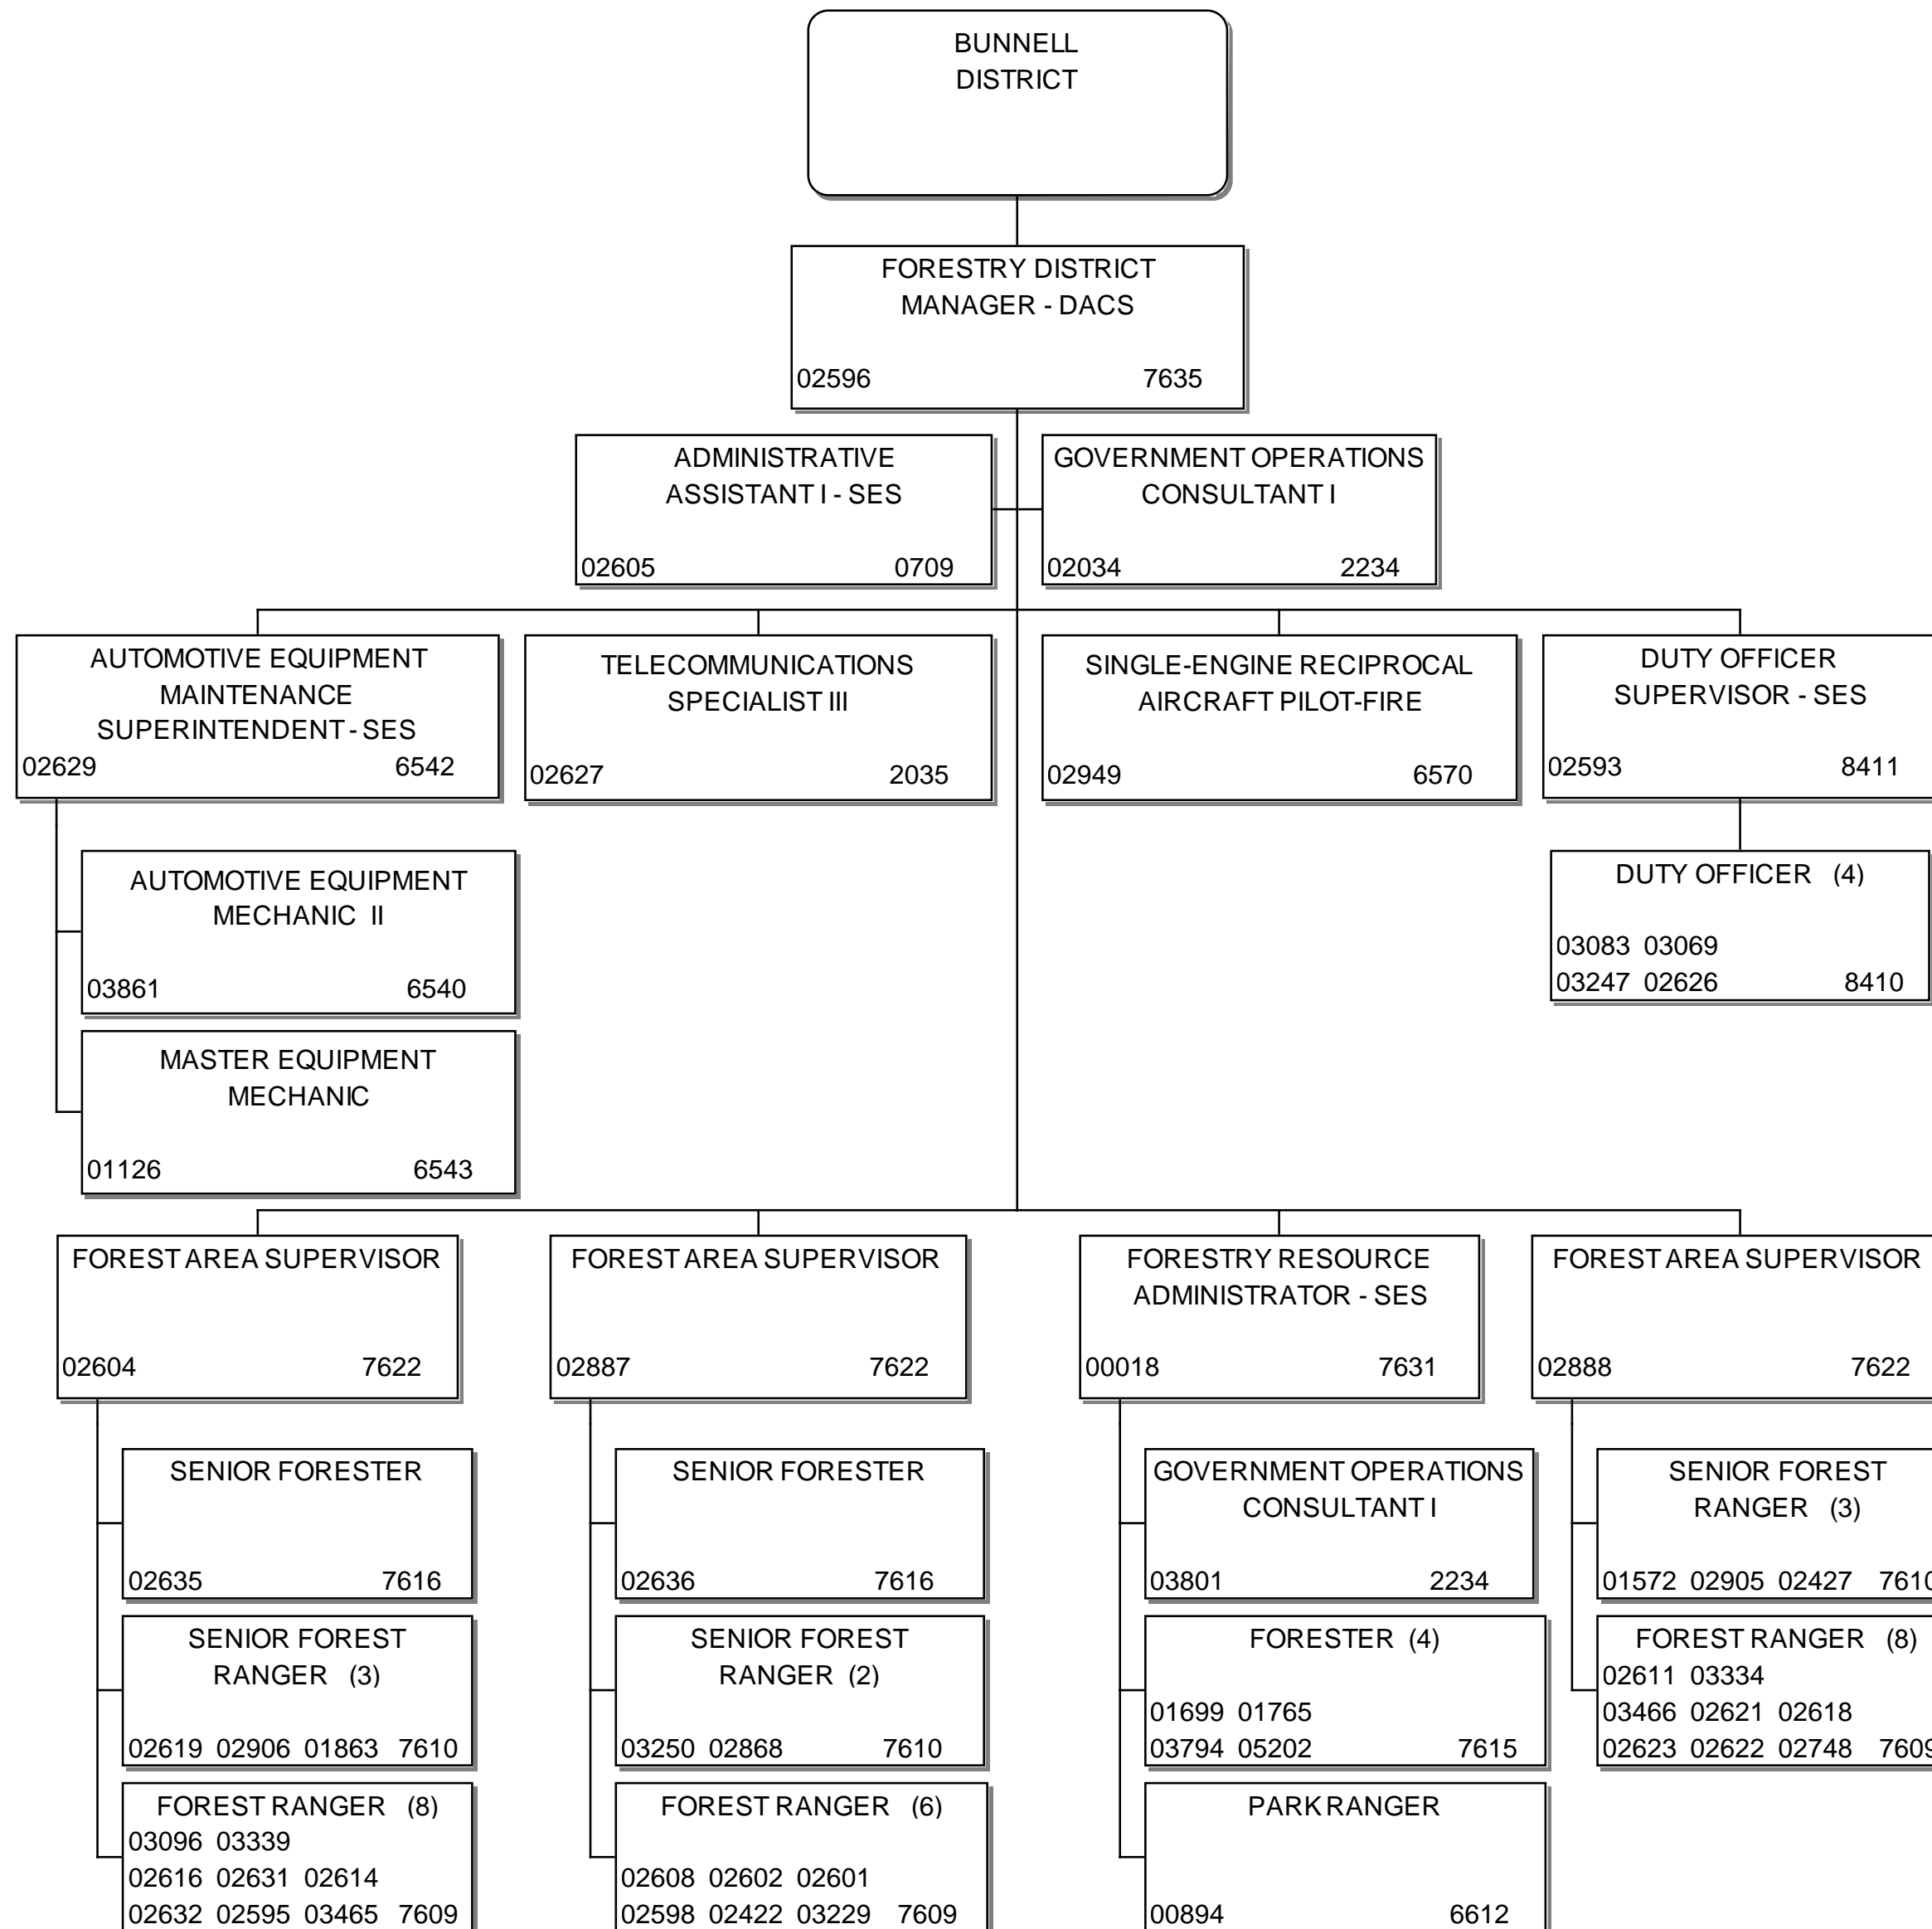 BUNNELL
DISTRICT
FORESTRY DISTRICT
MANAGER - DACS
02596 7635
ADMINISTRATIVE
ASSISTANT I - SES
02605 0709
GOVERNMENT OPERATIONS
CONSULTANT I
02034 2234
AUTOMOTIVE EQUIPMENT
MAINTENANCE
SUPERINTENDENT - SES
02629 6542
TELECOMMUNICATIONS
SPECIALIST III
02627 2035
SINGLE-ENGINE RECIPROCAL
AIRCRAFT PILOT-FIRE
02949 6570
DUTY OFFICER
SUPERVISOR - SES
02593 8411
AUTOMOTIVE EQUIPMENT
MECHANIC II
03861 6540
MASTER EQUIPMENT
MECHANIC
01126 6543
DUTY OFFICER (4)
03083 03069
03247 02626 8410
FOREST AREA SUPERVISOR
02604 7622
SENIOR FORESTER
02635 7616
SENIOR FOREST
RANGER (3)
02619 02906 01863 7610
FOREST RANGER (8)
03096 03339
02616 02631 02614
02632 02595 03465 7609
FOREST AREA SUPERVISOR
02887 7622
SENIOR FORESTER
02636 7616
SENIOR FOREST
RANGER (2)
03250 02868 7610
FOREST RANGER (6)
02608 02602 02601
02598 02422 03229 7609
FORESTRY RESOURCE
ADMINISTRATOR - SES
00018 7631
GOVERNMENT OPERATIONS
CONSULTANT I
03801 2234
FORESTER (4)
01699 01765
03794 05202 7615
PARK RANGER
00894 6612
FOREST AREA SUPERVISOR
02888 7622
SENIOR FOREST
RANGER (3)
01572 02905 02427 7610
FOREST RANGER (8)
02611 03334
03466 02621 02618
02623 02622 02748 7609